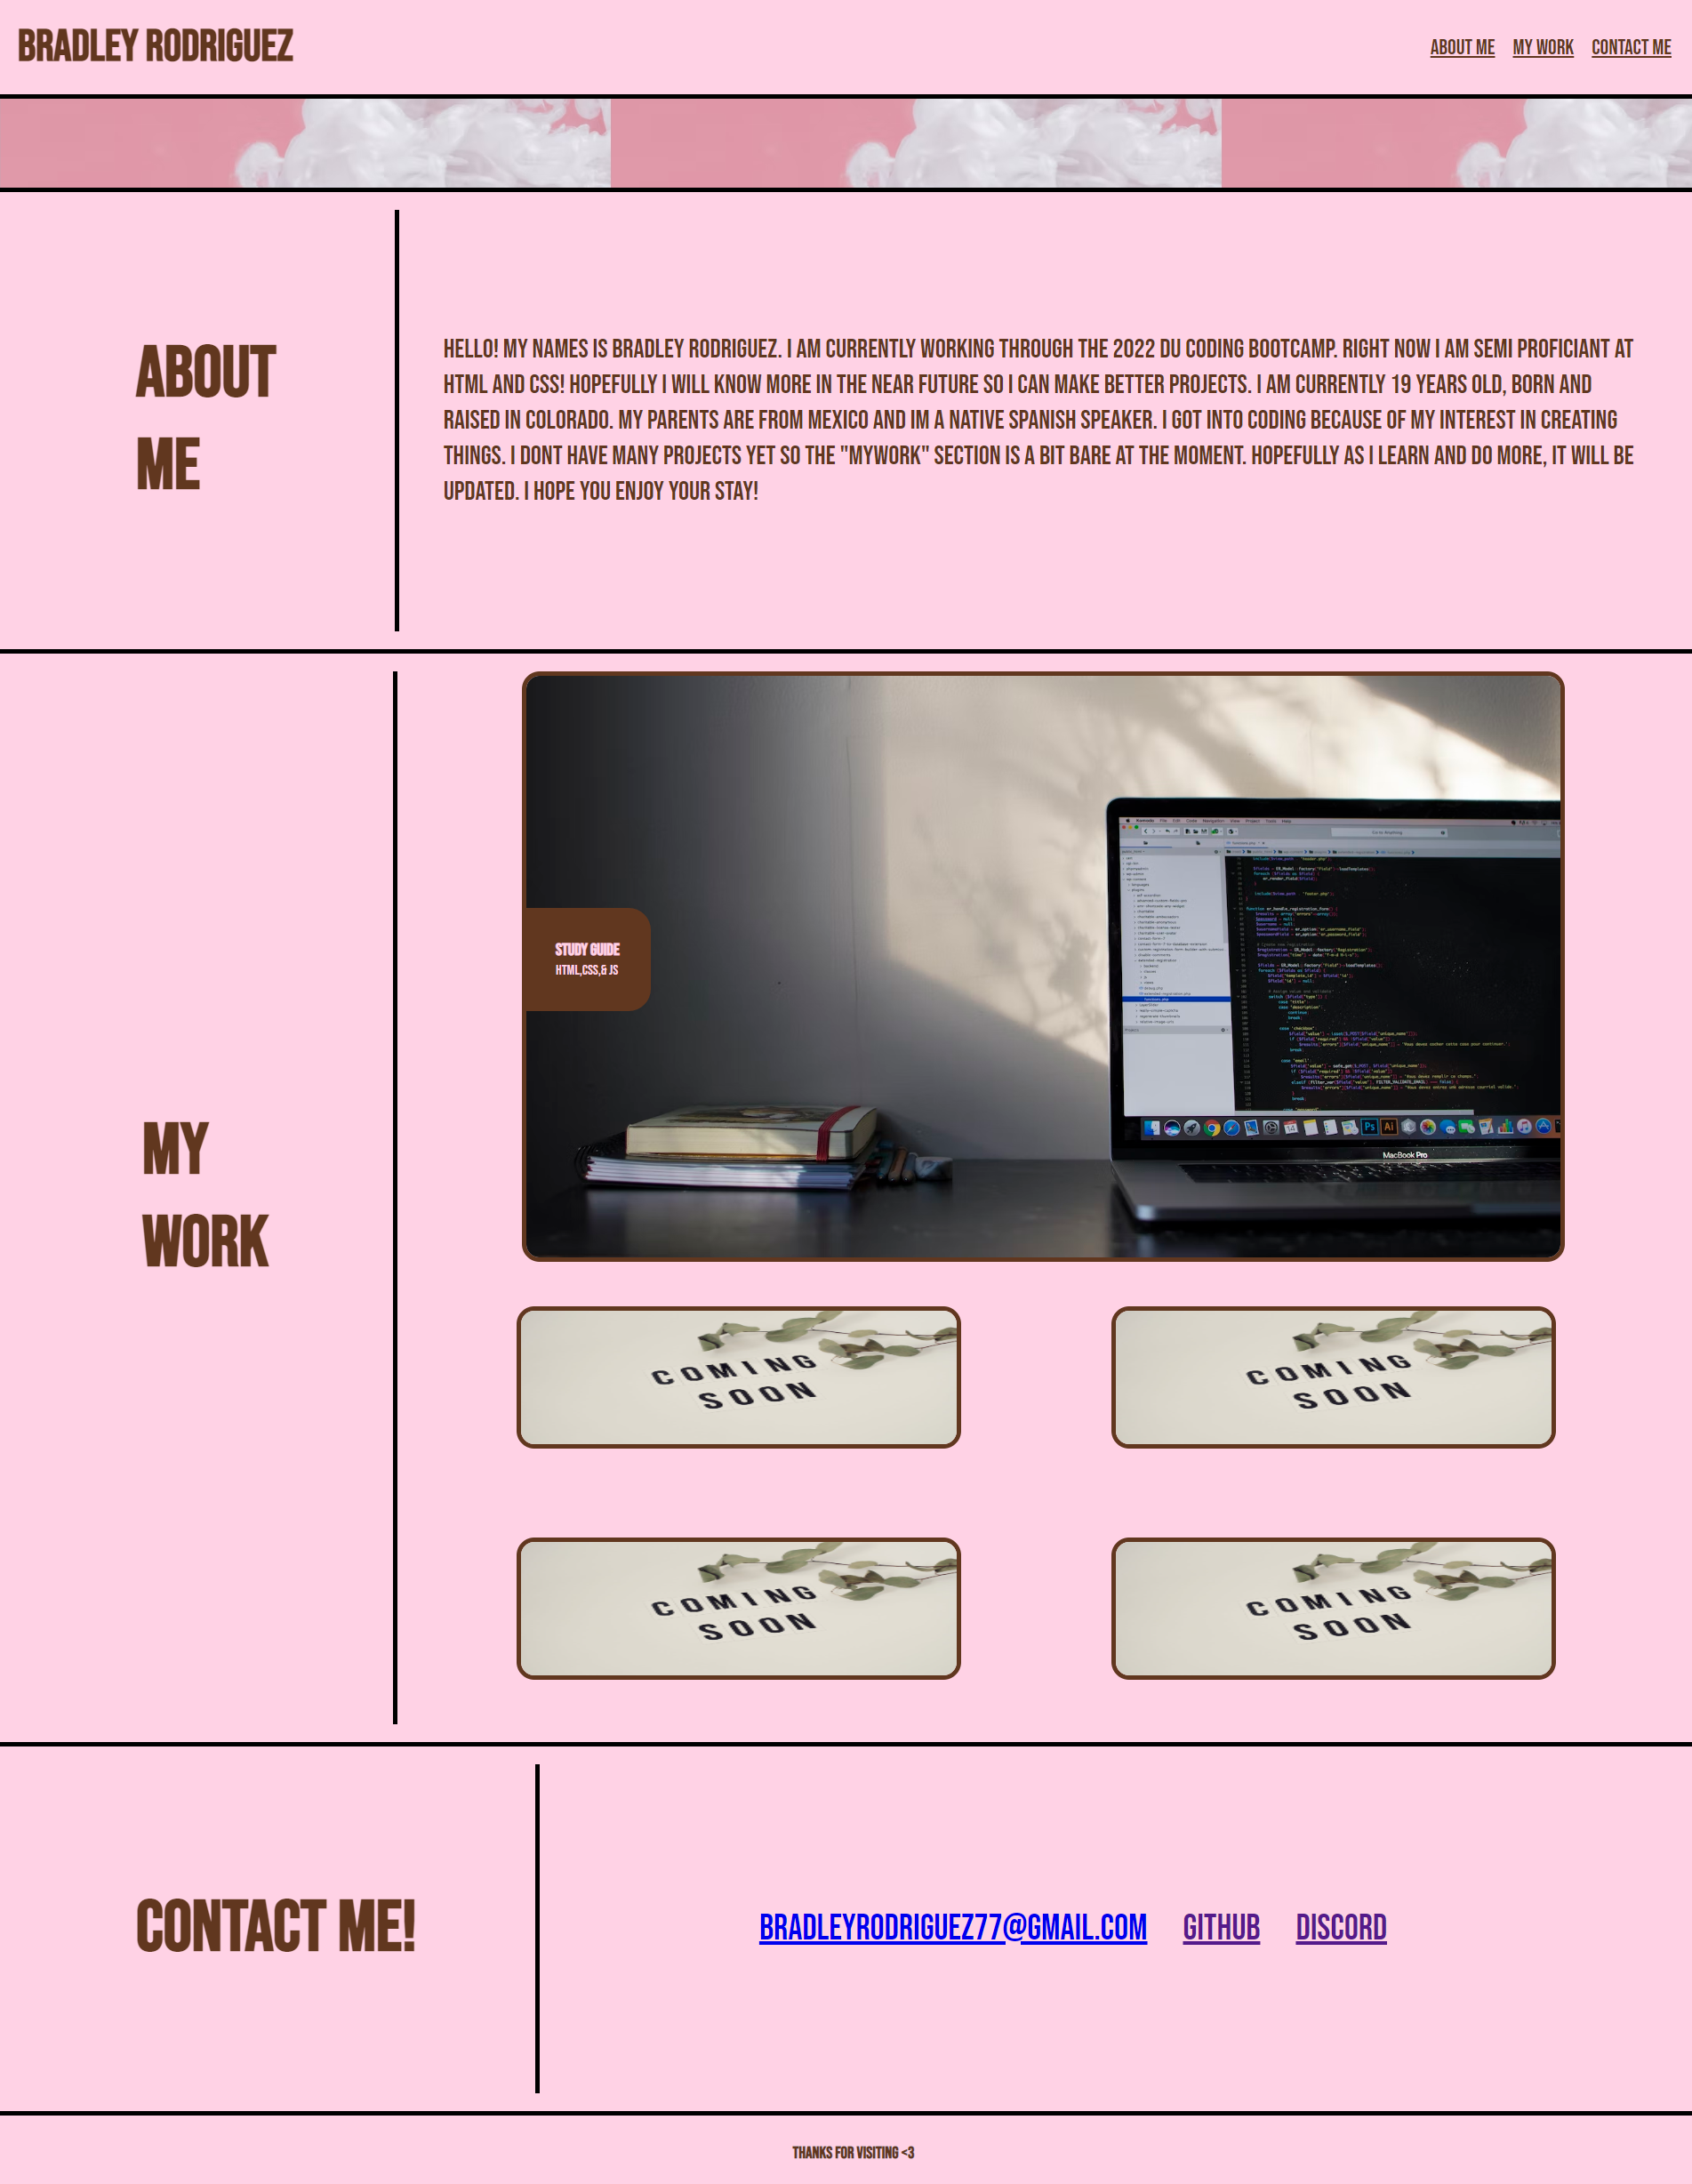 BRADLEY RODRIGUEZ
ABOUT ME MY WORK CONTACT ME
ABOUT
ME
HELLO! MY NAMES IS BRADLEY RODRIGUEZ. I AM CURRENTLY WORKING THROUGH THE 2022 DU CODING BOOTCAMP. RIGHT NOW I AM SEMI PROFICIANT AT
HTML AND CSS! HOPEFULLY I WILL KNOW MORE IN THE NEAR FUTURE SO I CAN MAKE BETTER PROJECTS. I AM CURRENTLY 19 YEARS OLD, BORN AND
RAISED IN COLORADO. MY PARENTS ARE FROM MEXICO AND IM A NATIVE SPANISH SPEAKER. I GOT INTO CODING BECAUSE OF MY INTEREST IN CREATING
THINGS. I DONT HAVE MANY PROJECTS YET SO THE "MYWORK" SECTION IS A BIT BARE AT THE MOMENT. HOPEFULLY AS I LEARN AND DO MORE, IT WILL BE
UPDATED. I HOPE YOU ENJOY YOUR STAY!
MY
WORK
STUDY GUIDE
HTML,CSS,& JS
MacBook Pro
COMING
SOON
COMING
SOON
COMING
SOON
COMING
SOON
CONTACT ME!
BRADLEYRODRIGUEZ77@GMAIL.COM GITHUB DISCORD
THANKS FOR VISITING <3